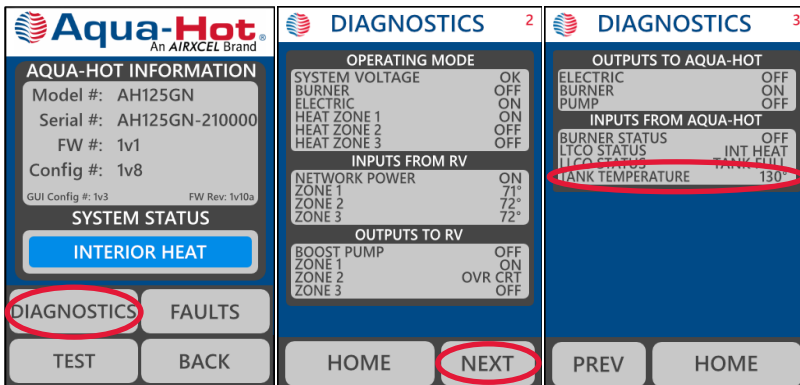 Aqua-Hot®
An AIRXCEL Brand
AQUA-HOT INFORMATION
Model #: AH125GN
Serial #: AH125GN-210000
FW #: 1v1
Config #: 1v8
GUI Config #: 1v3 FW Rev: 1v10a
SYSTEM STATUS
INTERIOR HEAT
DIAGNOSTICS FAULTS
TEST BACK
DIAGNOSTICS 2
OPERATING MODE
SYSTEM VOLTAGE OK
BURNER OFF
ELECTRIC ON
HEAT ZONE 1 ON
HEAT ZONE 2 OFF
HEAT ZONE 3 OFF
INPUTS FROM RV
NETWORK POWER ON
ZONE 1 71°
ZONE 2 72°
ZONE 3 72°
OUTPUTS TO RV
BOOST PUMP OFF
ZONE 1 ON
ZONE 2 OVR CRT
ZONE 3 OFF
HOME NEXT
DIAGNOSTICS 3
OUTPUTS TO AQUA-HOT
ELECTRIC OFF
BURNER ON
PUMP OFF
INPUTS FROM AQUA-HOT
BURNER STATUS OFF
LTCO STATUS INT HEAT
LLCO STATUS TANK FULL
TANK TEMPERATURE 130°
PREV HOME